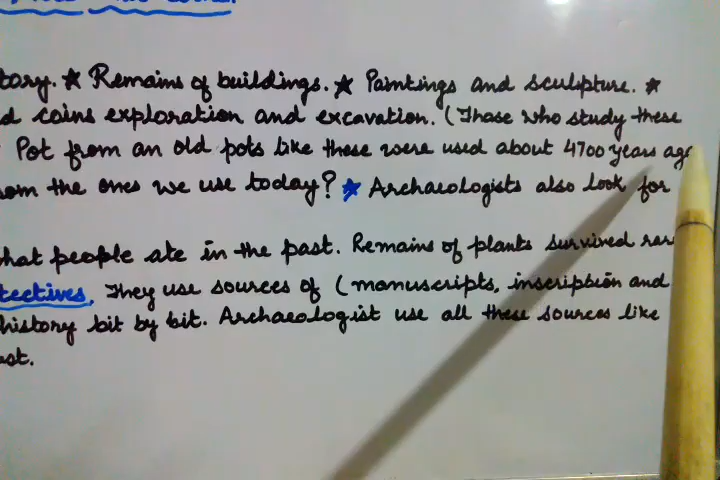 tory. ★ Remains of buildings. ★ Paintings and sculpture. ★
d coins exploration and excavation. (Those who study these
Pot from an old pots like these were used about 4700 years ago
om the ones we use today? ★ Archaeologists also look for
hat people ate in the past. Remains of plants survived rar
tectives. They use sources of (manuscripts, inscription and
history bit by bit. Archaeologist use all these sources like
ast.